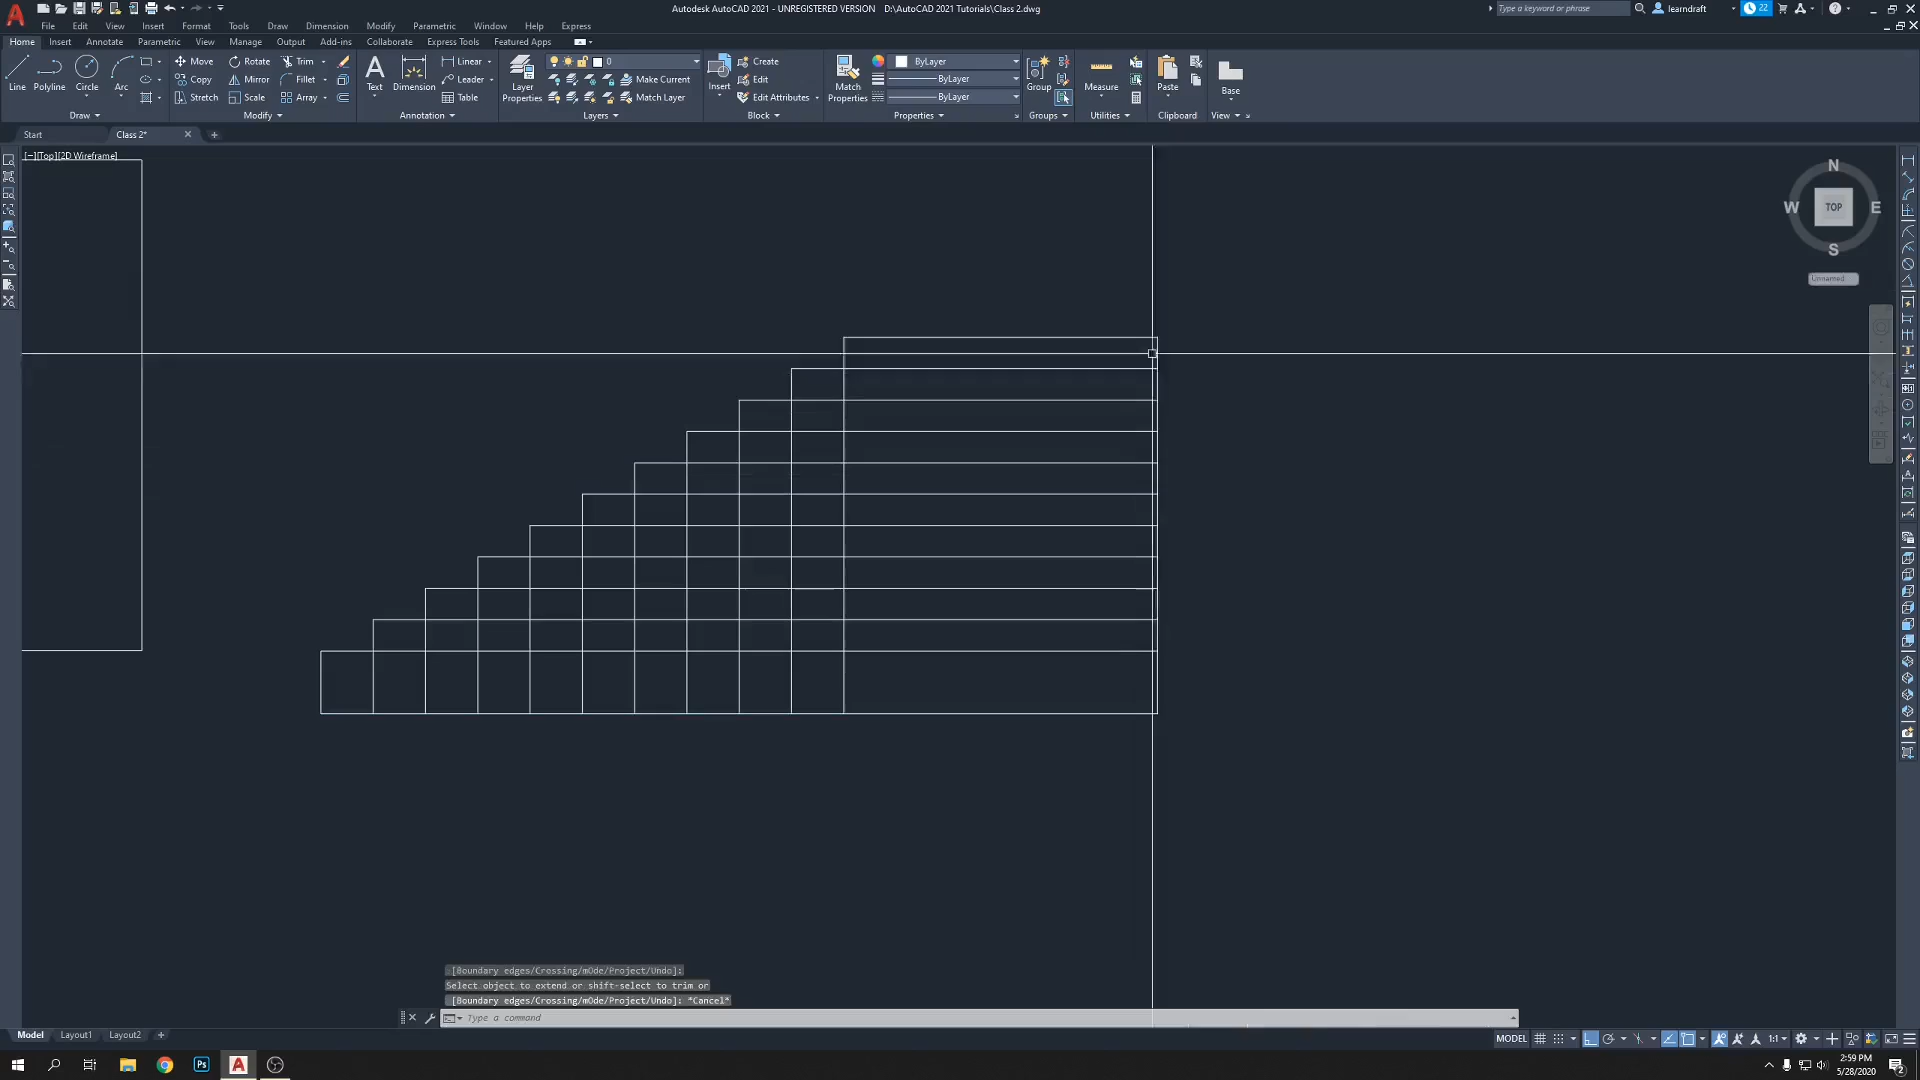 Autodesk AutoCAD 2021 - UNREGISTERED VERSION D:\AutoCAD 2021 Tutorials\Class 2.dwg
Type a keyword or phrase
learndraft
22
File Edit View Insert Format Tools Draw Dimension Modify Parametric Window Help Express
Home Insert Annotate Parametric View Manage Output Add-ins Collaborate Express Tools Featured Apps
Line Polyline Circle Arc
Move Rotate Trim
Copy Mirror Fillet
Stretch Scale Array
Text Dimension
Linear
Leader
Table
Layer Properties
0
Make Current
Match Layer
Insert
Create
Edit
Edit Attributes
Match Properties
ByLayer
ByLayer
ByLayer
Group
Measure
Paste
Base
Draw Modify Annotation Layers Block Properties Groups Utilities Clipboard View
Start Class 2*
[−][Top][2D Wireframe]
N
W TOP E
S
Unnamed
[Boundary edges/Crossing/mOde/Project/Undo]:
Select object to extend or shift-select to trim or
[Boundary edges/Crossing/mOde/Project/Undo]: *Cancel*
Type a command
Model Layout1 Layout2 +
MODEL
1:1
Ps
A
2:59 PM
5/28/2020
2